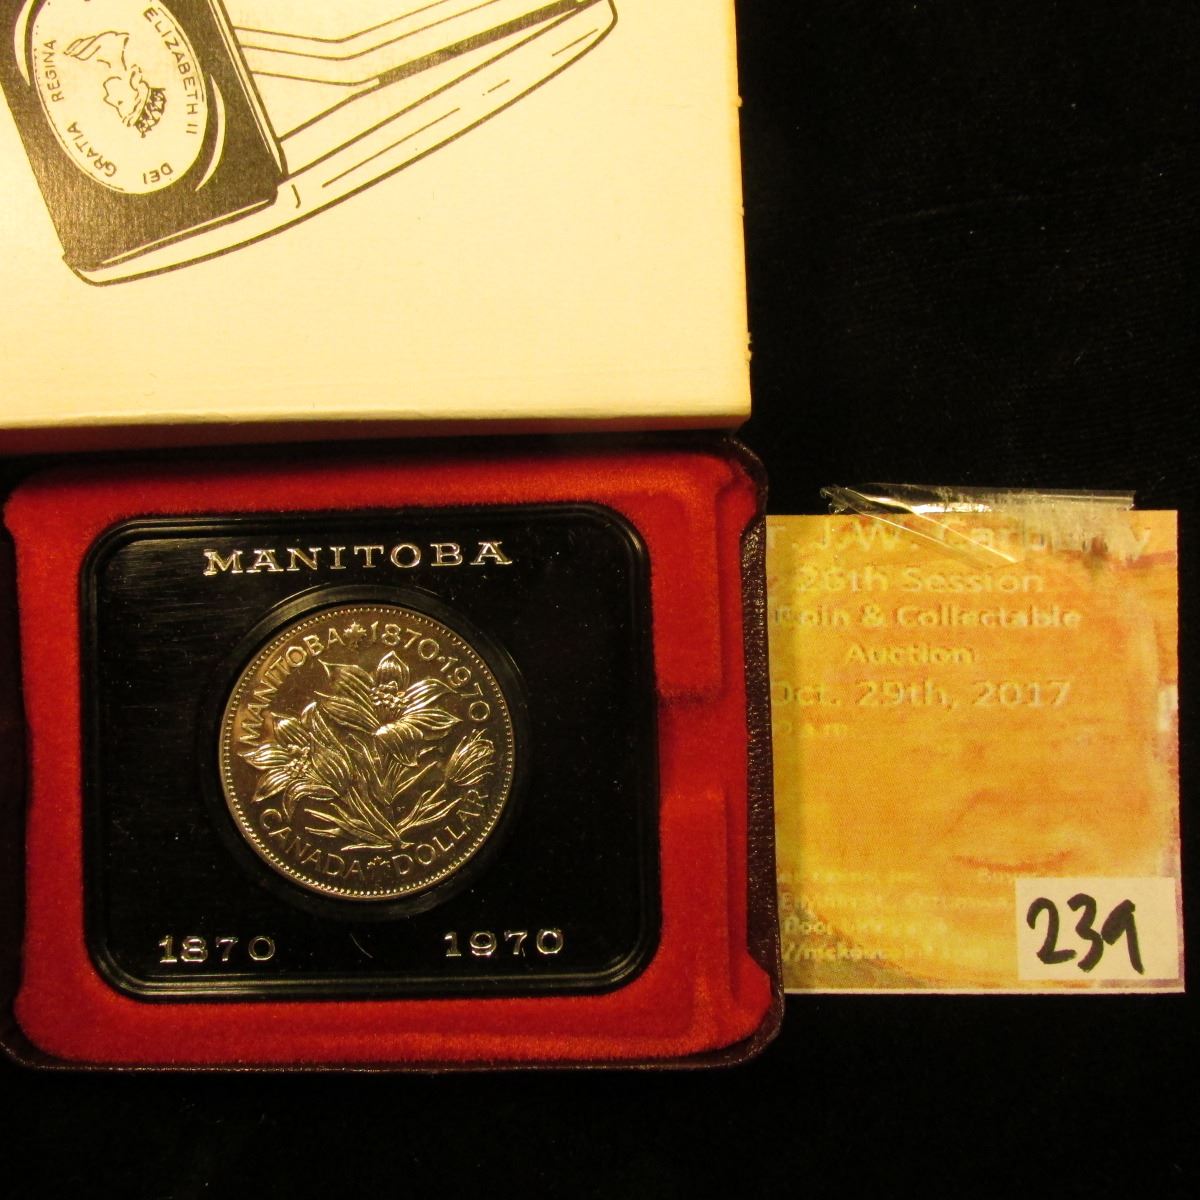 ELIZABETH II
DEI GRATIA REGINA
MANITOBA
MANITOBA 1870-1970
CANADA DOLLAR
1870 1970
26th Session
Coin & Collectable
Auction
Oct. 29th, 2017
239